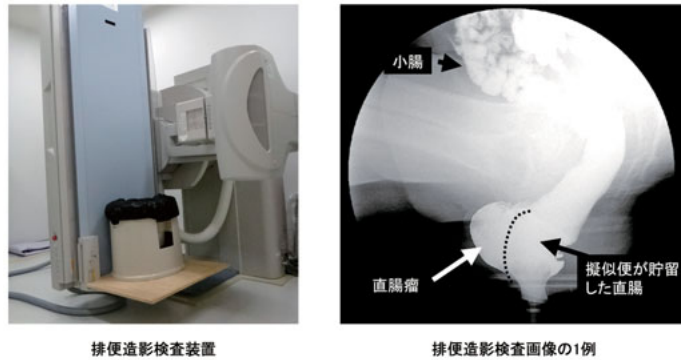 小腸
直腸瘤
擬似便が貯留
した直腸
排便造影検査装置
排便造影検査画像の1例